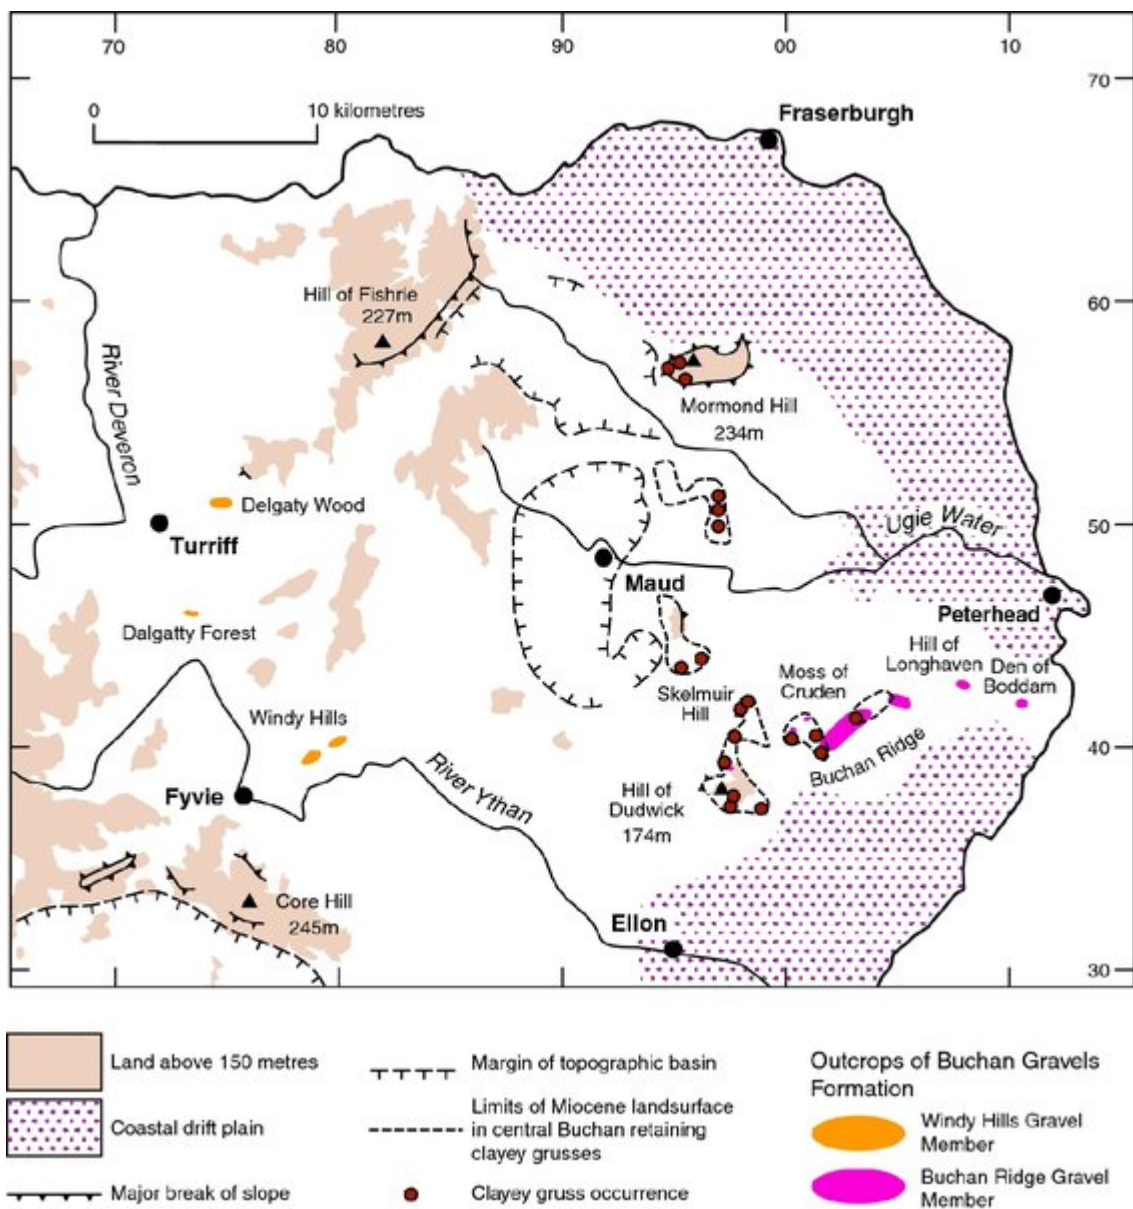 70
80
90
00
10
70
0
10 kilometres
Fraserburgh
60
Hill of Fishrie
227m
River Deveron
Mormond Hill
234m
Delgaty Wood
Turriff
50
Ugie Water
Maud
Peterhead
Dalgatty Forest
Hill of
Longhaven
Den of
Boddam
Moss of
Cruden
Skelmuir
Hill
Windy Hills
40
Buchan Ridge
River Ythan
Fyvie
Hill of
Dudwick
174m
Core Hill
245m
Ellon
30
Land above 150 metres
Coastal drift plain
Major break of slope
Margin of topographic basin
Limits of Miocene landsurface
in central Buchan retaining
clayey grusses
Clayey gruss occurrence
Outcrops of Buchan Gravels
Formation
Windy Hills Gravel
Member
Buchan Ridge Gravel
Member